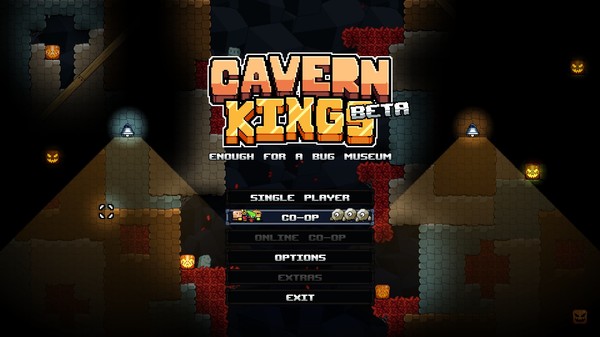 CAVERN
KINGS
BETA
ENOUGH FOR A BUG MUSEUM
SINGLE PLAYER
CO-OP
ONLINE CO-OP
OPTIONS
EXTRAS
EXIT